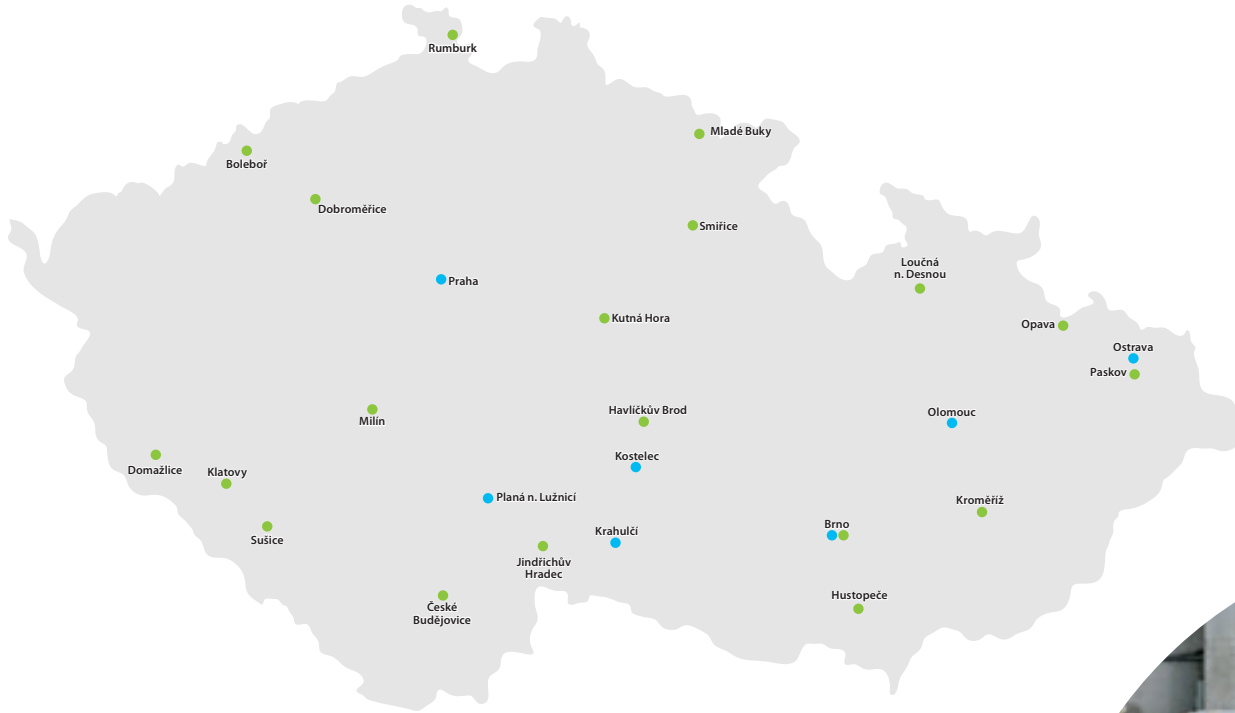 Rumburk
Mladé Buky
Boleboř
Dobroměřice
Smiřice
Loučná
n. Desnou
Praha
Kutná Hora
Opava
Ostrava
Paskov
Milín
Havlíčkův Brod
Olomouc
Kostelec
Domažlice
Klatovy
Planá n. Lužnicí
Kroměříž
Sušice
Krahulčí
Brno
Jindřichův
Hradec
Hustopeče
České
Budějovice